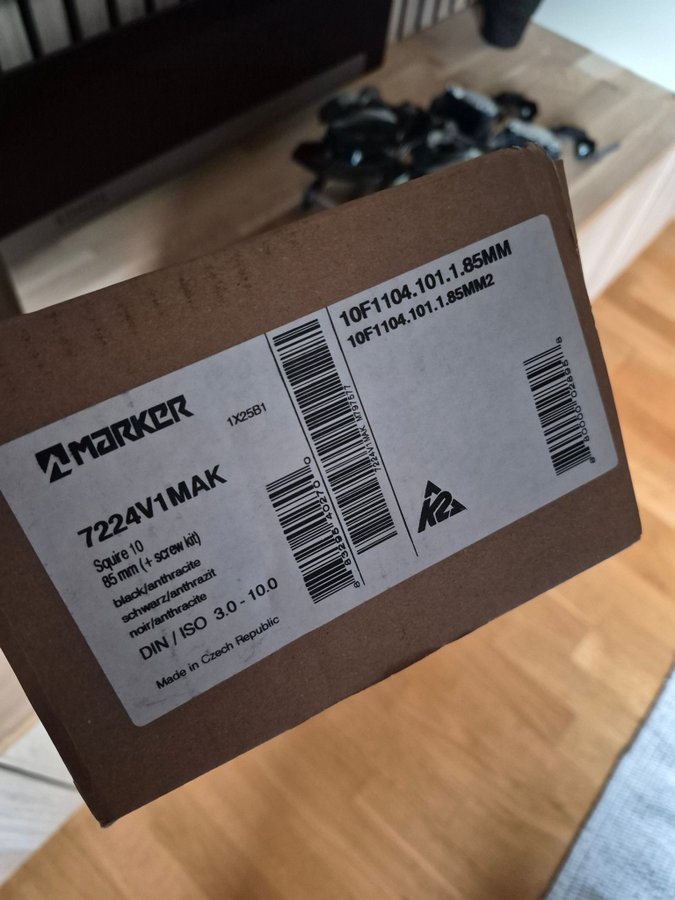 MARKER
1X25B1
7224V1MAK
Squire 10
85 mm (+ screw kit)
black/anthracite
schwarz/anthrazit
noir/anthracite
DIN / ISO 3.0 - 10.0
Made in Czech Republic
10F1104.101.1.85MM
10F1104.101.1.85MM2
K2